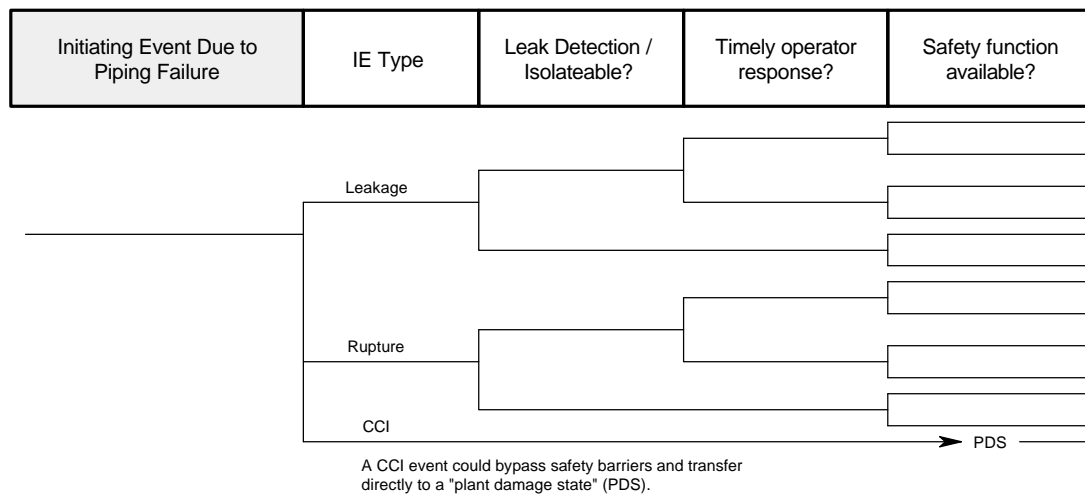 Initiating Event Due to
Piping Failure
IE Type
Leak Detection /
Isolateable?
Timely operator
response?
Safety function
available?
Leakage
Rupture
CCI
PDS
A CCI event could bypass safety barriers and transfer
directly to a "plant damage state" (PDS).